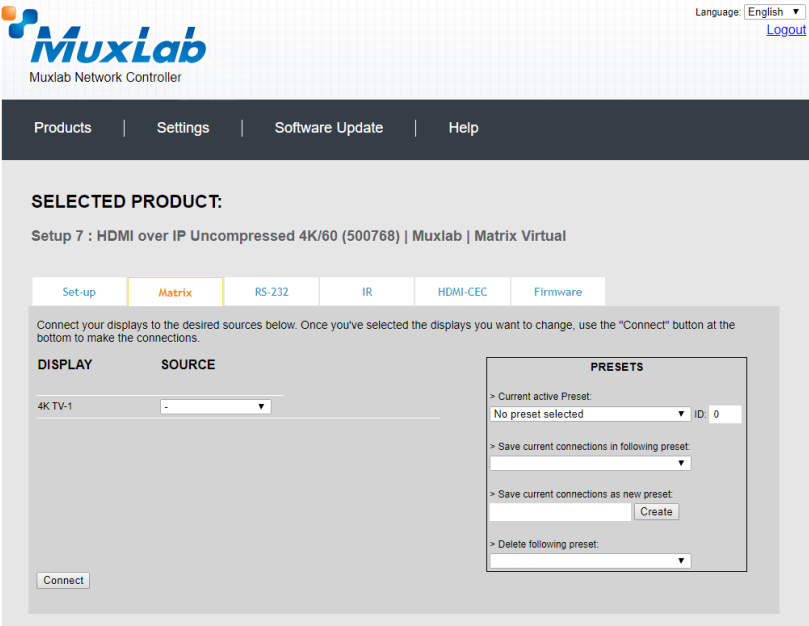 Language: English
Logout
MuxLab
Muxlab Network Controller
Products | Settings | Software Update | Help
SELECTED PRODUCT:
Setup 7 : HDMI over IP Uncompressed 4K/60 (500768) | Muxlab | Matrix Virtual
Set-up Matrix RS-232 IR HDMI-CEC Firmware
Connect your displays to the desired sources below. Once you've selected the displays you want to change, use the "Connect" button at the
bottom to make the connections.
DISPLAY SOURCE
4K TV-1 -
PRESETS
> Current active Preset:
No preset selected ID: 0
> Save current connections in following preset:
> Save current connections as new preset:
Create
> Delete following preset:
Connect